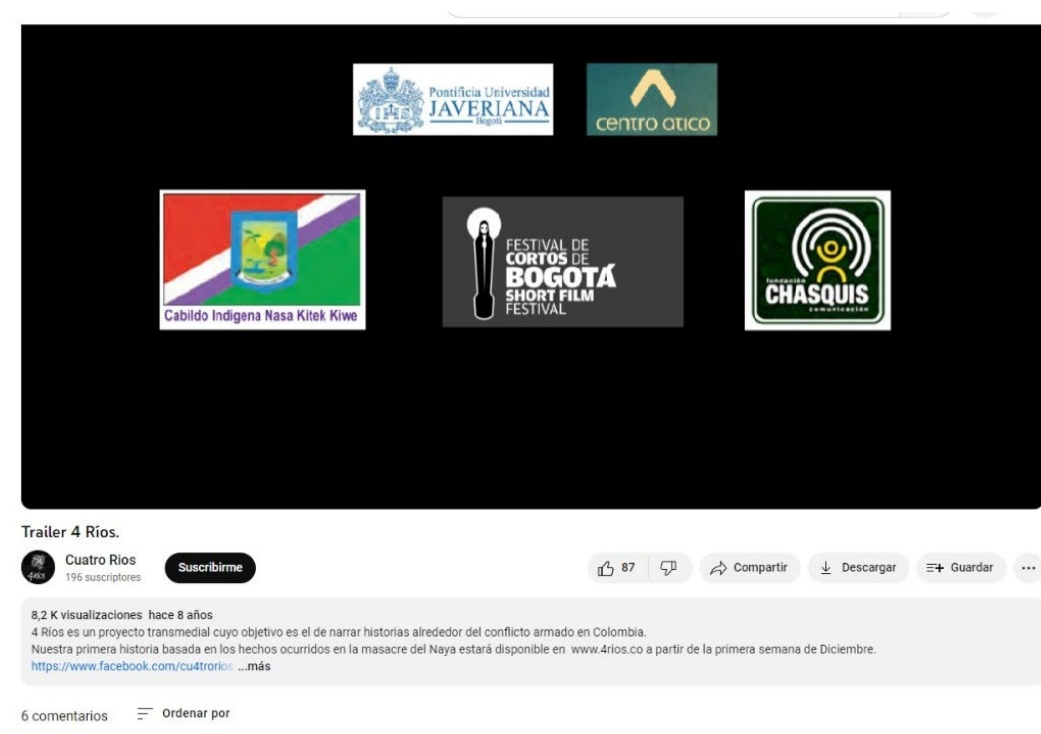 Pontificia Universidad
JAVERIANA
Bogotá
centro atico
Cabildo Indigena Nasa Kitek Kiwe
FESTIVAL DE
CORTOS DE
BOGOTÁ
SHORT FILM
FESTIVAL
fundación
CHASQUIS
comunicación
Trailer 4 Ríos.
Cuatro Rios
196 suscriptores
Suscribirme
87
Compartir
Descargar
Guardar
8,2 K visualizaciones hace 8 años
4 Ríos es un proyecto transmedial cuyo objetivo es el de narrar historias alrededor del conflicto armado en Colombia.
Nuestra primera historia basada en los hechos ocurridos en la masacre del Naya estará disponible en www.4rios.co a partir de la primera semana de Diciembre.
https://www.facebook.com/cu4trorios ...más
6 comentarios
Ordenar por